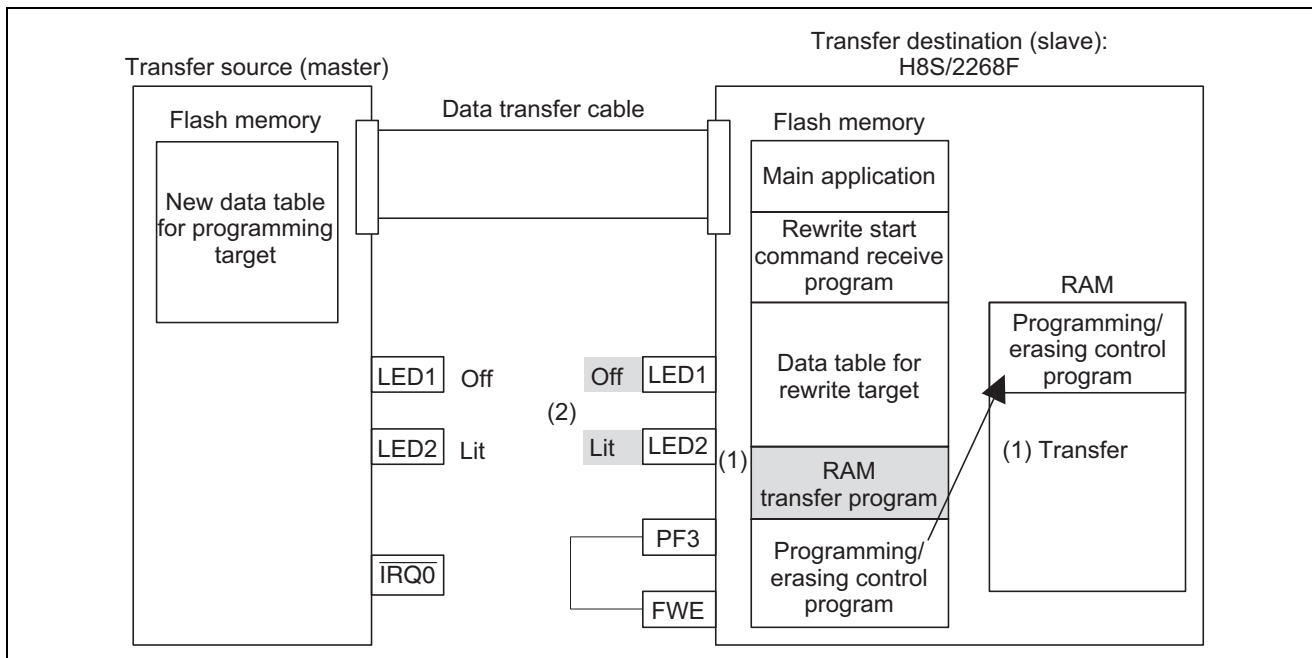 Transfer source (master)
Flash memory
New data table
for programming
target
Data transfer cable
Transfer destination (slave):
H8S/2268F
Flash memory
Main application
Rewrite start
command receive
program
Data table for
rewrite target
RAM
transfer program
Programming/
erasing control
program
RAM
Programming/
erasing control
program
(1) Transfer
LED1 Off
LED2 Lit
IRQ0
(2)
Off LED1
Lit LED2
(1)
PF3
FWE